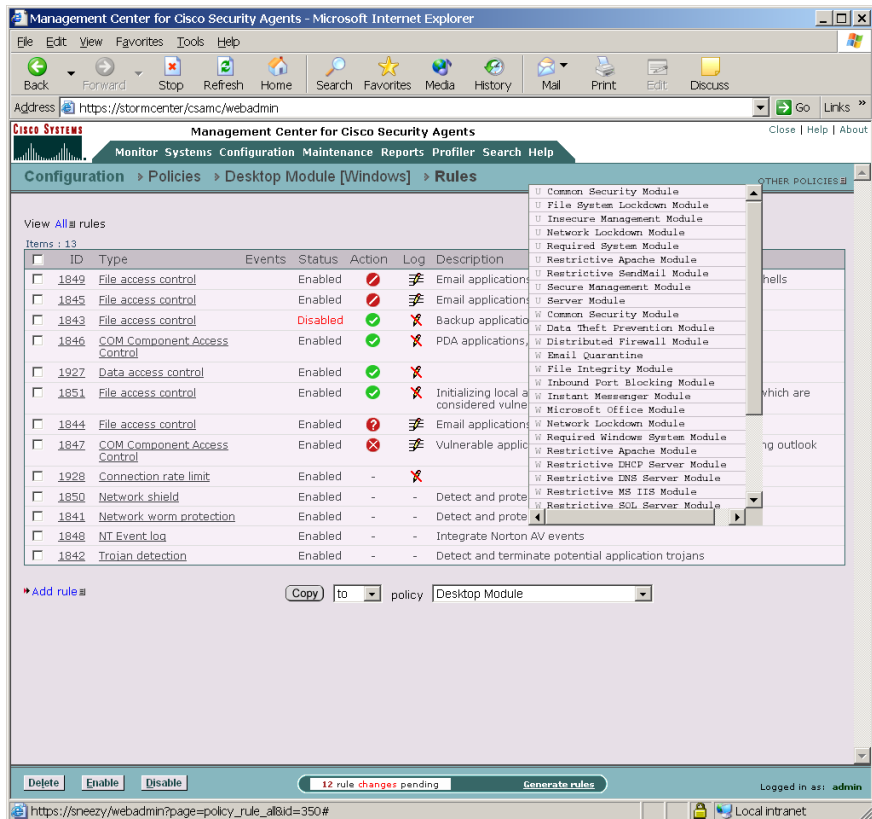 Management Center for Cisco Security Agents - Microsoft Internet Explorer
File Edit View Favorites Tools Help
Back Forward Stop Refresh Home Search Favorites Media History Mail Print Edit Discuss
Address https://stormcenter/csamc/webadmin Go Links »
CISCO SYSTEMS
Management Center for Cisco Security Agents
Close | Help | About
Monitor Systems Configuration Maintenance Reports Profiler Search Help
Configuration > Policies > Desktop Module [Windows] > Rules
OTHER POLICIES
View All rules
Items : 13
ID Type Events Status Action Log Description
1849 File access control Enabled Email applications hells
1845 File access control Enabled Email applications
1843 File access control Disabled Backup applicatio
1846 COM Component Access Control Enabled PDA applications,
1927 Data access control Enabled
1851 File access control Enabled Initializing local a which are
considered vulne
1844 File access control Enabled Email applications
1847 COM Component Access Control Enabled Vulnerable applic ng outlook
1928 Connection rate limit Enabled -
1850 Network shield Enabled - - Detect and prote
1841 Network worm protection Enabled - - Detect and prote
1848 NT Event log Enabled - - Integrate Norton AV events
1842 Trojan detection Enabled - - Detect and terminate potential application trojans
U Common Security Module
U File System Lockdown Module
U Insecure Management Module
U Network Lockdown Module
U Required System Module
U Restrictive Apache Module
U Restrictive SendMail Module
U Secure Management Module
U Server Module
W Common Security Module
W Data Theft Prevention Module
W Distributed Firewall Module
W Email Quarantine
W File Integrity Module
W Inbound Port Blocking Module
W Instant Messenger Module
W Microsoft Office Module
W Network Lockdown Module
W Required Windows System Module
W Restrictive Apache Module
W Restrictive DHCP Server Module
W Restrictive DNS Server Module
W Restrictive MS IIS Module
W Restrictive SQL Server Module
Add rule
Copy to policy Desktop Module
Delete Enable Disable
12 rule changes pending Generate rules
Logged in as: admin
https://sneezy/webadmin?page=policy_rule_all&id=350#
Local intranet